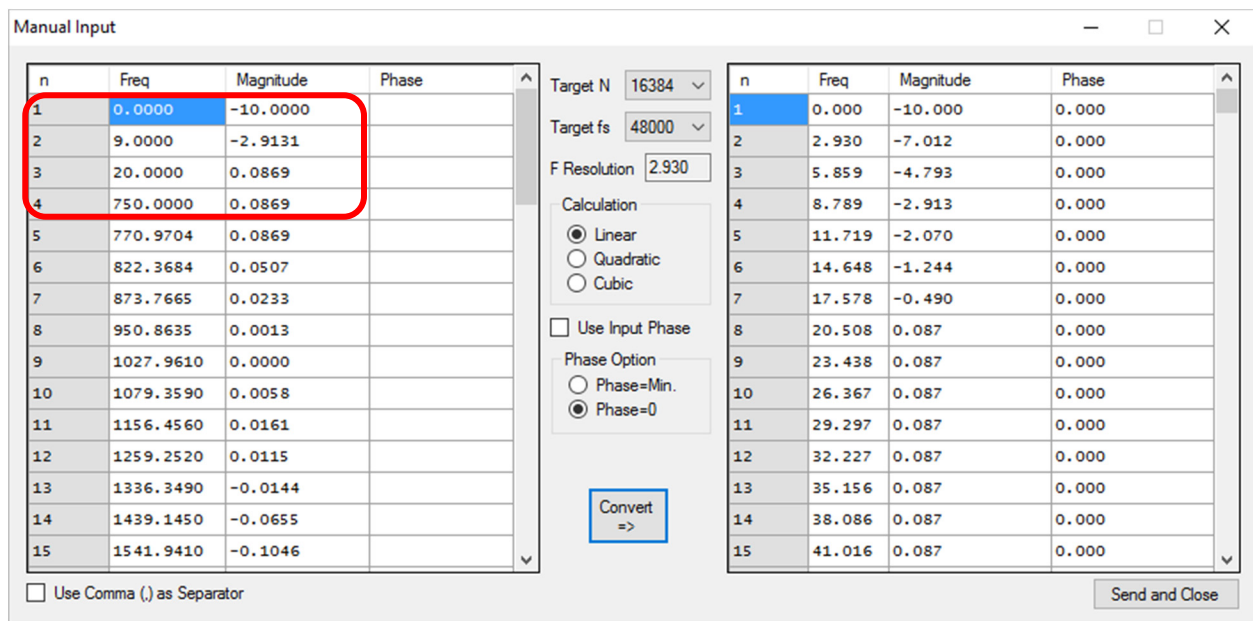 Manual Input
n Freq Magnitude Phase
1 0.0000 -10.0000
2 9.0000 -2.9131
3 20.0000 0.0869
4 750.0000 0.0869
5 770.9704 0.0869
6 822.3684 0.0507
7 873.7665 0.0233
8 950.8635 0.0013
9 1027.9610 0.0000
10 1079.3590 0.0058
11 1156.4560 0.0161
12 1259.2520 0.0115
13 1336.3490 -0.0144
14 1439.1450 -0.0655
15 1541.9410 -0.1046
Use Comma (,) as Separator
Target N 16384
Target fs 48000
F Resolution 2.930
Calculation
Linear
Quadratic
Cubic
Use Input Phase
Phase Option
Phase=Min.
Phase=0
Convert
=>
n Freq Magnitude Phase
1 0.000 -10.000 0.000
2 2.930 -7.012 0.000
3 5.859 -4.793 0.000
4 8.789 -2.913 0.000
5 11.719 -2.070 0.000
6 14.648 -1.244 0.000
7 17.578 -0.490 0.000
8 20.508 0.087 0.000
9 23.438 0.087 0.000
10 26.367 0.087 0.000
11 29.297 0.087 0.000
12 32.227 0.087 0.000
13 35.156 0.087 0.000
14 38.086 0.087 0.000
15 41.016 0.087 0.000
Send and Close